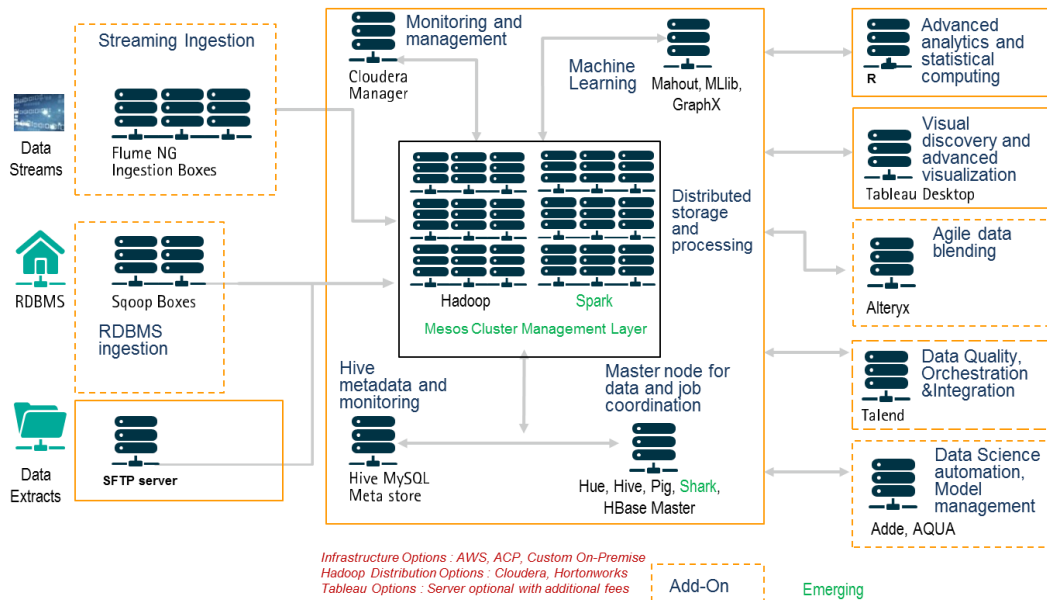 Streaming Ingestion
Data
Streams
Flume NG
Ingestion Boxes
RDBMS
Sqoop Boxes
RDBMS
ingestion
Data
Extracts
SFTP server
Monitoring and
management
Cloudera
Manager
Machine
Learning
Mahout, MLib,
GraphX
Distributed
storage
and
processing
Hadoop
Spark
Mesos Cluster Management Layer
Hive
metadata and
monitoring
Hive MySQL
Meta store
Master node for
data and job
coordination
Hue, Hive, Pig, Shark,
HBase Master
Advanced
analytics and
statistical
computing
R
Visual
discovery and
advanced
visualization
Tableau Desktop
Agile data
blending
Alteryx
Data Quality,
Orchestration
&Integration
Talend
Data Science
automation,
Model
management
Adde, AQUA
Infrastructure Options : AWS, ACP, Custom On-Premise
Hadoop Distribution Options : Cloudera, Hortonworks
Tableau Options : Server optional with additional fees
Add-On
Emerging